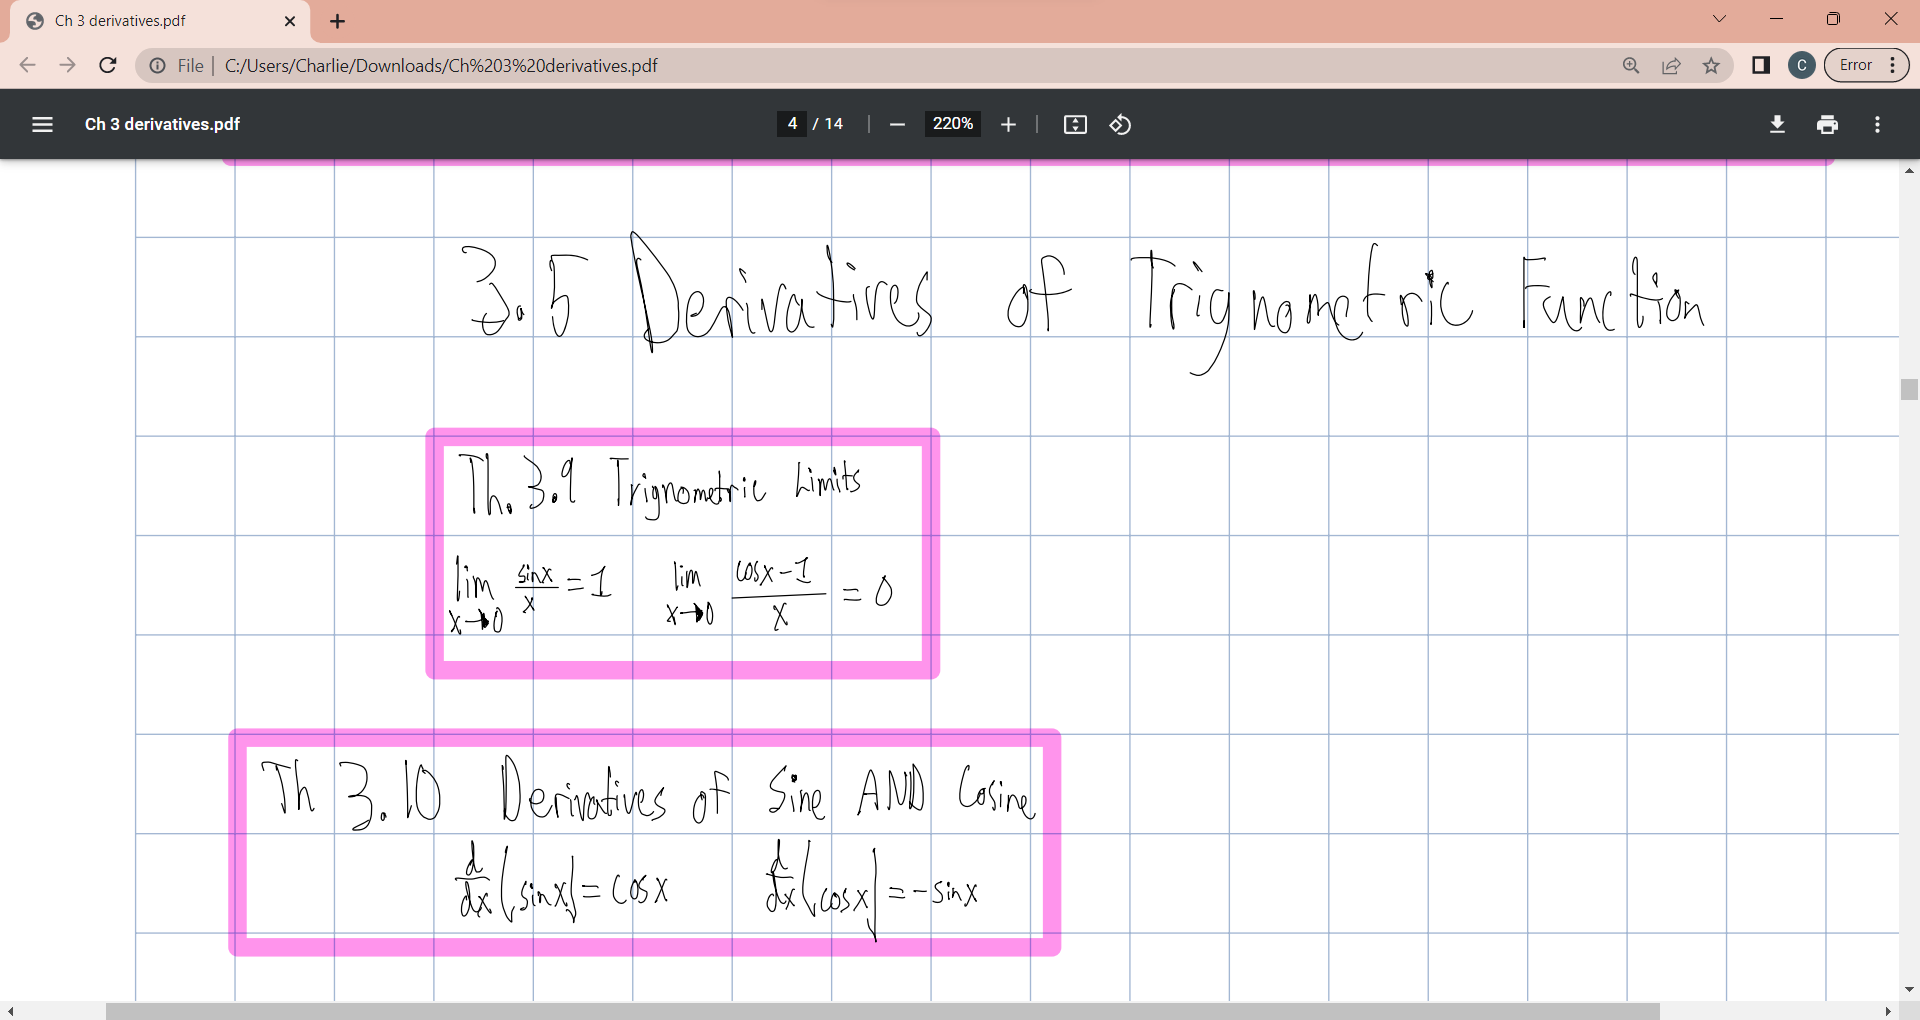 Ch 3 derivatives.pdf
File | C:/Users/Charlie/Downloads/Ch%203%20derivatives.pdf
C
Error
Ch 3 derivatives.pdf
4 / 14
220%
3.5 Derivatives of Trignometric Function
Th. 3.9 Trignometric Limits
lim x→0 sinx/x = 1 lim x→0 cosx-1/x = 0
Th 3.10 Derivatives of Sine AND Cosine
d/dx (sinx) = cosx d/dx (cosx) = -sinx